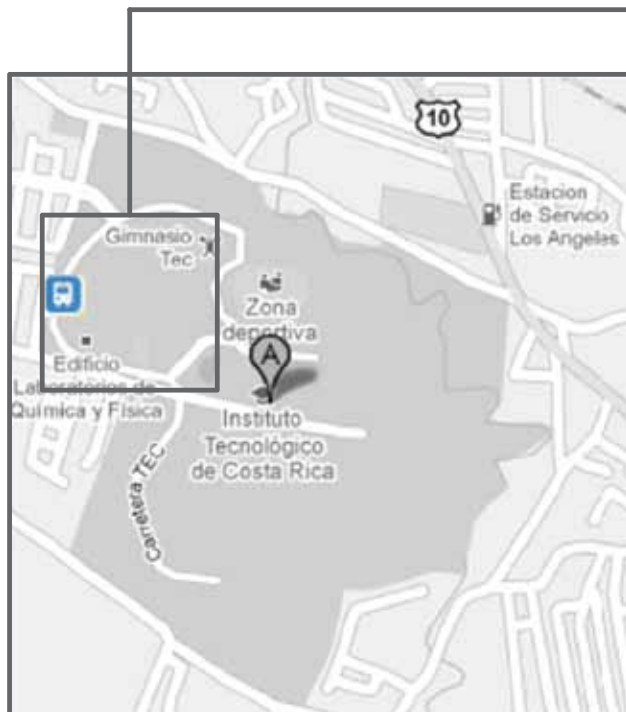 10
Estacion
de Servicio
Los Angeles
Gimnasio
Tec
Zona
deportiva
A
Edificio
Laboratorios de
Química y Física
Instituto
Tecnológico
de Costa Rica
Carretera TEC